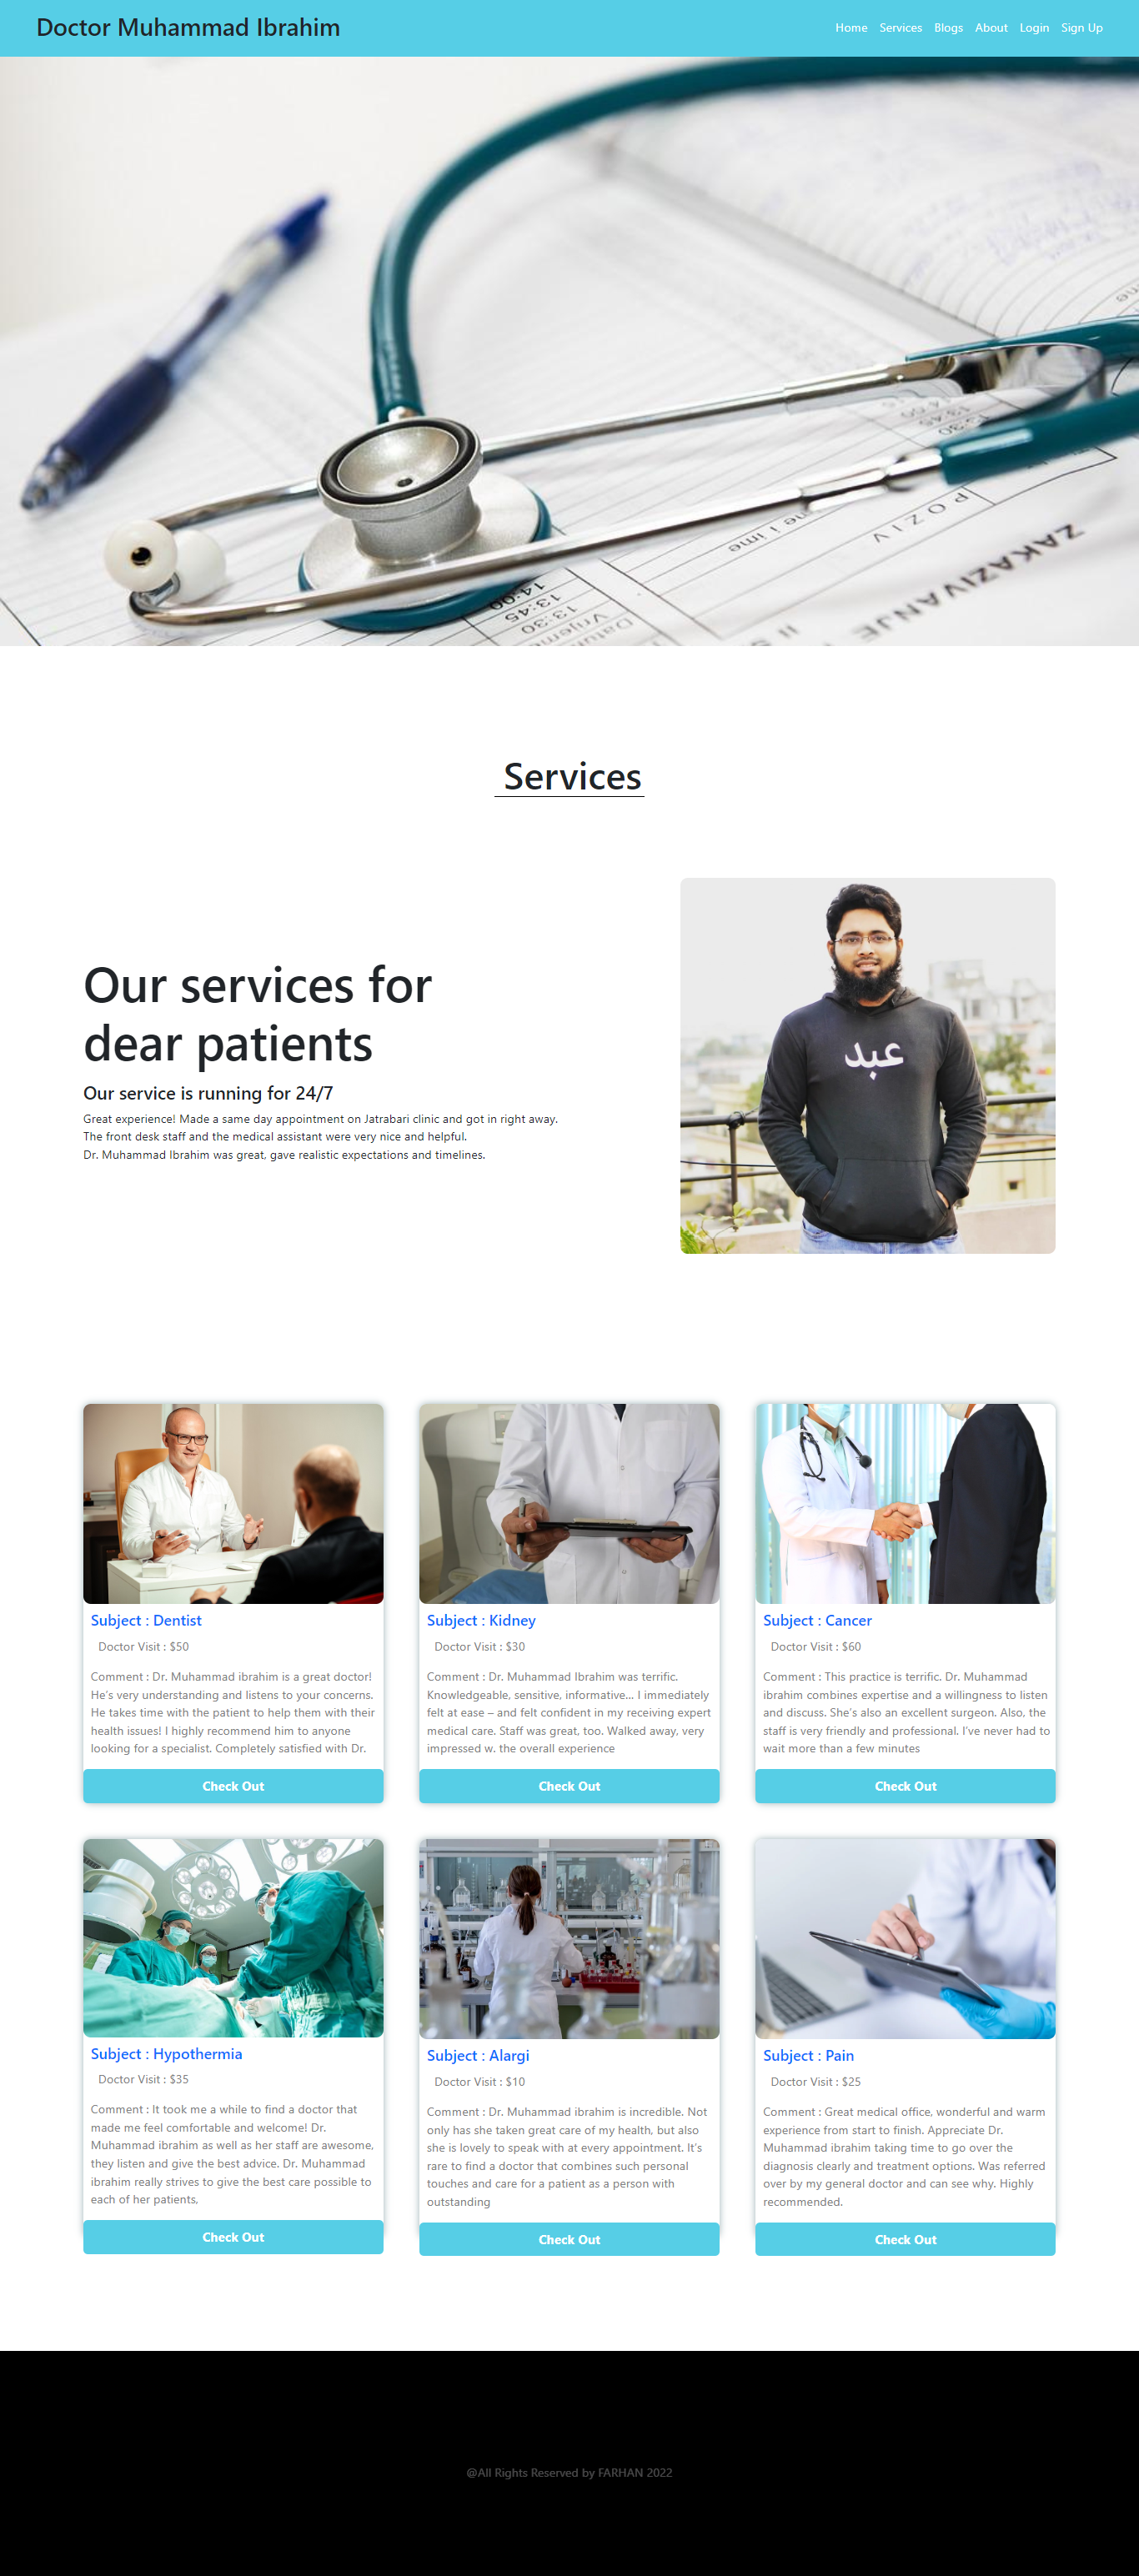 Doctor Muhammad Ibrahim
Home Services Blogs About Login Sign Up
14:00
13:45
13:30
Datum
Vrijeme
POZIV
ZAKAZIVANJE
Services
Our services for
dear patients
Our service is running for 24/7
Great experience! Made a same day appointment on Jatrabari clinic and got in right away.
The front desk staff and the medical assistant were very nice and helpful.
Dr. Muhammad Ibrahim was great, gave realistic expectations and timelines.
عبد
Subject : Dentist
Doctor Visit : $50
Comment : Dr. Muhammad ibrahim is a great doctor!
He's very understanding and listens to your concerns.
He takes time with the patient to help them with their
health issues! I highly recommend him to anyone
looking for a specialist. Completely satisfied with Dr.
Check Out
Subject : Kidney
Doctor Visit : $30
Comment : Dr. Muhammad Ibrahim was terrific.
Knowledgeable, sensitive, informative... I immediately
felt at ease – and felt confident in my receiving expert
medical care. Staff was great, too. Walked away, very
impressed w. the overall experience
Check Out
Subject : Cancer
Doctor Visit : $60
Comment : This practice is terrific. Dr. Muhammad
ibrahim combines expertise and a willingness to listen
and discuss. She's also an excellent surgeon. Also, the
staff is very friendly and professional. I've never had to
wait more than a few minutes
Check Out
Subject : Hypothermia
Doctor Visit : $35
Comment : It took me a while to find a doctor that
made me feel comfortable and welcome! Dr.
Muhammad ibrahim as well as her staff are awesome,
they listen and give the best advice. Dr. Muhammad
ibrahim really strives to give the best care possible to
each of her patients,
Check Out
Subject : Alargi
Doctor Visit : $10
Comment : Dr. Muhammad ibrahim is incredible. Not
only has she taken great care of my health, but also
she is lovely to speak with at every appointment. It's
rare to find a doctor that combines such personal
touches and care for a patient as a person with
outstanding
Check Out
Subject : Pain
Doctor Visit : $25
Comment : Great medical office, wonderful and warm
experience from start to finish. Appreciate Dr.
Muhammad ibrahim taking time to go over the
diagnosis clearly and treatment options. Was referred
over by my general doctor and can see why. Highly
recommended.
Check Out
@All Rights Reserved by FARHAN 2022